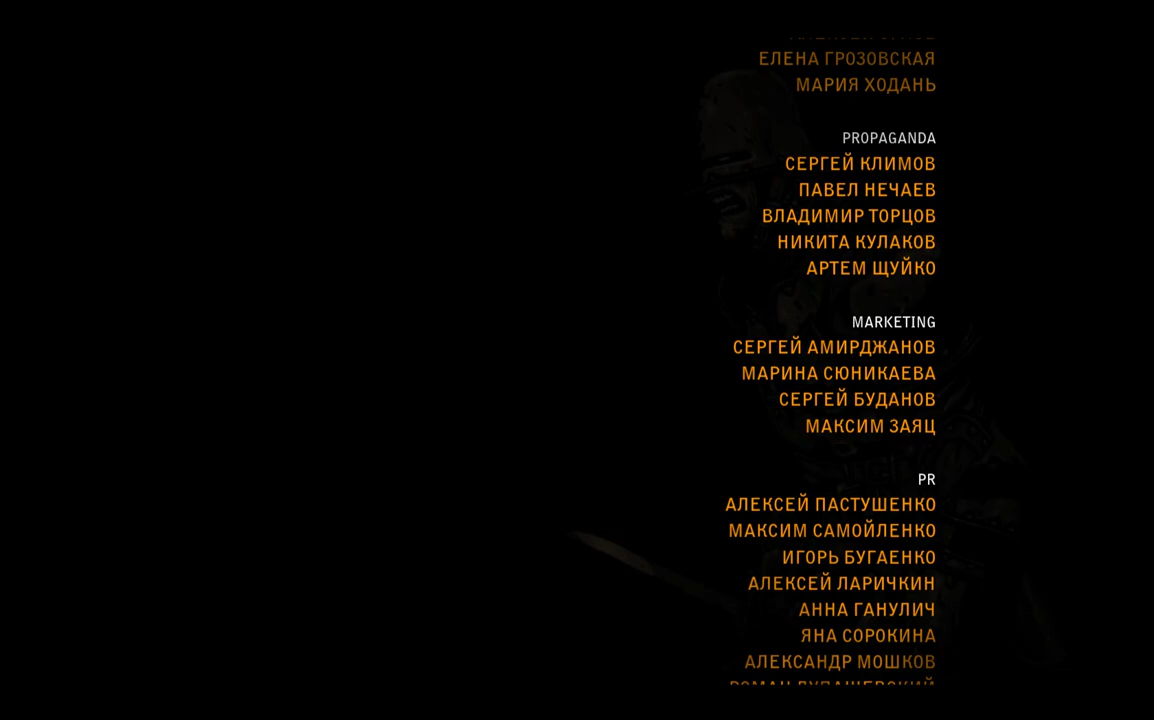 ЕЛЕНА ГРОЗОВСКАЯ
МАРИЯ ХОДАНЬ
PROPAGANDA
СЕРГЕЙ КЛИМОВ
ПАВЕЛ НЕЧАЕВ
ВЛАДИМИР ТОРЦОВ
НИКИТА КУЛАКОВ
АРТЕМ ЩУЙКО
MARKETING
СЕРГЕЙ АМИРДЖАНОВ
МАРИНА СЮНИКАЕВА
СЕРГЕЙ БУДАНОВ
МАКСИМ ЗАЯЦ
PR
АЛЕКСЕЙ ПАСТУШЕНКО
МАКСИМ САМОЙЛЕНКО
ИГОРЬ БУГАЕНКО
АЛЕКСЕЙ ЛАРИЧКИН
АННА ГАНУЛИЧ
ЯНА СОРОКИНА
АЛЕКСАНДР МОШКОВ